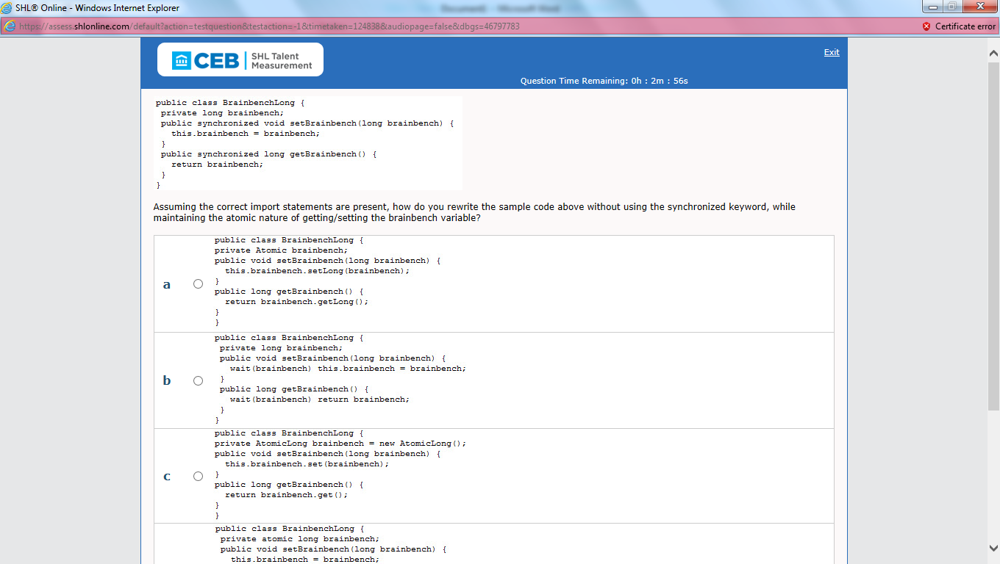 SHL® Online - Windows Internet Explorer
Document1 - Microsoft Word
https://assess.shlonline.com/default?action=testquestion&testaction=-1&timetaken=124838&audiopage=false&dbgs=46797783
Certificate error
CEB
SHL Talent
Measurement
Exit
Question Time Remaining: 0h : 2m : 56s
public class BrainbenchLong {
private long brainbench;
public synchronized void setBrainbench(long brainbench) {
this.brainbench = brainbench;
}
public synchronized long getBrainbench() {
return brainbench;
}
}
Assuming the correct import statements are present, how do you rewrite the sample code above without using the synchronized keyword, while
maintaining the atomic nature of getting/setting the brainbench variable?
a
public class BrainbenchLong {
private Atomic brainbench;
public void setBrainbench(long brainbench) {
this.brainbench.setLong(brainbench);
}
public long getBrainbench() {
return brainbench.getLong();
}
}
b
public class BrainbenchLong {
private long brainbench;
public void setBrainbench(long brainbench) {
wait(brainbench) this.brainbench = brainbench;
}
public long getBrainbench() {
wait(brainbench) return brainbench;
}
}
c
public class BrainbenchLong {
private AtomicLong brainbench = new AtomicLong();
public void setBrainbench(long brainbench) {
this.brainbench.set(brainbench);
}
public long getBrainbench() {
return brainbench.get();
}
}
public class BrainbenchLong {
private atomic long brainbench;
public void setBrainbench(long brainbench) {
this.brainbench = brainbench;